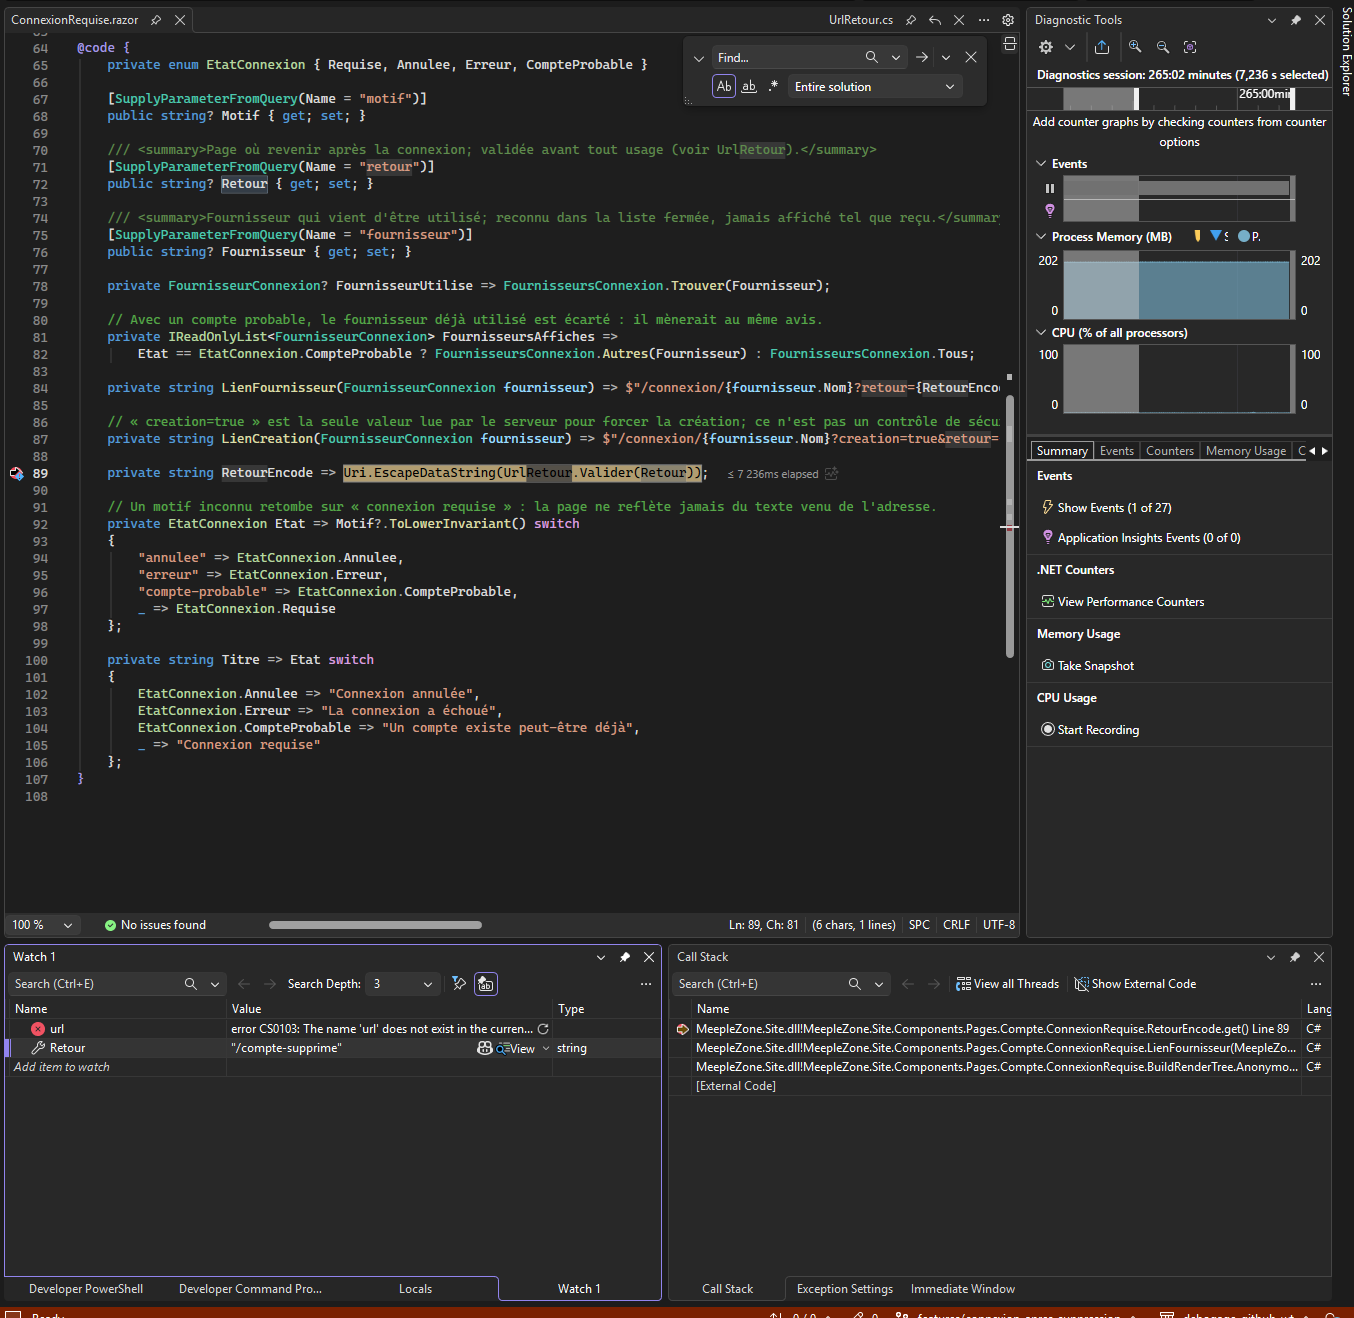 ConnexionRequise.razor
UrlRetour.cs
64 @code {
65 private enum EtatConnexion { Requise, Annulee, Erreur, CompteProbable }
66
67 [SupplyParameterFromQuery(Name = "motif")]
68 public string? Motif { get; set; }
69
70 /// <summary>Page où revenir après la connexion; validée avant tout usage (voir UrlRetour).</summary>
71 [SupplyParameterFromQuery(Name = "retour")]
72 public string? Retour { get; set; }
73
74 /// <summary>Fournisseur qui vient d'être utilisé; reconnu dans la liste fermée, jamais affiché tel que reçu.</summar
75 [SupplyParameterFromQuery(Name = "fournisseur")]
76 public string? Fournisseur { get; set; }
77
78 private FournisseurConnexion? FournisseurUtilise => FournisseursConnexion.Trouver(Fournisseur);
79
80 // Avec un compte probable, le fournisseur déjà utilisé est écarté : il mènerait au même avis.
81 private IReadOnlyList<FournisseurConnexion> FournisseursAffiches =>
82 Etat == EtatConnexion.CompteProbable ? FournisseursConnexion.Autres(Fournisseur) : FournisseursConnexion.Tous;
83
84 private string LienFournisseur(FournisseurConnexion fournisseur) => $"/connexion/{fournisseur.Nom}?retour={RetourEnco
85
86 // « creation=true » est la seule valeur lue par le serveur pour forcer la création; ce n'est pas un contrôle de sécu
87 private string LienCreation(FournisseurConnexion fournisseur) => $"/connexion/{fournisseur.Nom}?creation=true&retour=
88
89 private string RetourEncode => Uri.EscapeDataString(UrlRetour.Valider(Retour)); ≤ 7 236ms elapsed
90
91 // Un motif inconnu retombe sur « connexion requise » : la page ne reflète jamais du texte venu de l'adresse.
92 private EtatConnexion Etat => Motif?.ToLowerInvariant() switch
93 {
94 "annulee" => EtatConnexion.Annulee,
95 "erreur" => EtatConnexion.Erreur,
96 "compte-probable" => EtatConnexion.CompteProbable,
97 _ => EtatConnexion.Requise
98 };
99
100 private string Titre => Etat switch
101 {
102 EtatConnexion.Annulee => "Connexion annulée",
103 EtatConnexion.Erreur => "La connexion a échoué",
104 EtatConnexion.CompteProbable => "Un compte existe peut-être déjà",
105 _ => "Connexion requise"
106 };
107 }
108
Find...
Ab ab .*
Entire solution
100 %
No issues found
Ln: 89, Ch: 81 (6 chars, 1 lines) SPC CRLF UTF-8
Diagnostic Tools
Diagnostics session: 265:02 minutes (7,236 s selected)
265:00min
Add counter graphs by checking counters from counter
options
Events
Process Memory (MB) S P.
202 202
0 0
CPU (% of all processors)
100 100
0 0
Summary Events Counters Memory Usage C
Events
Show Events (1 of 27)
Application Insights Events (0 of 0)
.NET Counters
View Performance Counters
Memory Usage
Take Snapshot
CPU Usage
Start Recording
Solution Explorer
Watch 1
Search (Ctrl+E) Search Depth: 3
Name Value Type
url error CS0103: The name 'url' does not exist in the curren...
Retour "/compte-supprime" View string
Add item to watch
Developer PowerShell Developer Command Pro... Locals Watch 1
Call Stack
Search (Ctrl+E) View all Threads Show External Code
Name Lang
MeepleZone.Site.dll!MeepleZone.Site.Components.Pages.Compte.ConnexionRequise.RetourEncode.get() Line 89 C#
MeepleZone.Site.dll!MeepleZone.Site.Components.Pages.Compte.ConnexionRequise.LienFournisseur(MeepleZo... C#
MeepleZone.Site.dll!MeepleZone.Site.Components.Pages.Compte.ConnexionRequise.BuildRenderTree.Anonymo... C#
[External Code]
Call Stack Exception Settings Immediate Window